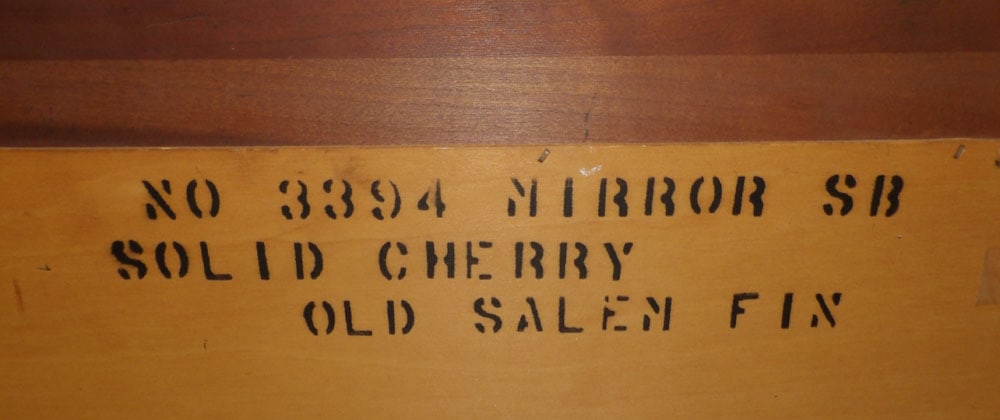 NO 3394 MIRROR SB
SOLID CHERRY
OLD SALEM FIN